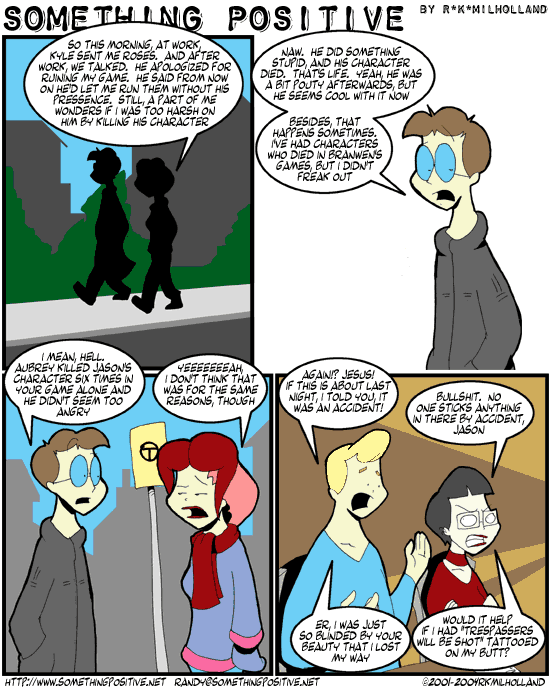 SOMETHING POSITIVE
BY R*K*MILHOLLAND
SO THIS MORNING, AT WORK,
KYLE SENT ME ROSES. AND AFTER
WORK, WE TALKED. HE APOLOGIZED FOR
RUINING MY GAME. HE SAID FROM NOW
ON HE'D LET ME RUN THEM WITHOUT HIS
PRESSENCE. STILL, A PART OF ME
WONDERS IF I WAS TOO HARSH ON
HIM BY KILLING HIS CHARACTER
NAW. HE DID SOMETHING
STUPID, AND HIS CHARACTER
DIED. THAT'S LIFE. YEAH, HE WAS
A BIT POUTY AFTERWARDS, BUT
HE SEEMS COOL WITH IT NOW
BESIDES, THAT
HAPPENS SOMETIMES.
I'VE HAD CHARACTERS
WHO DIED IN BRANWEN'S
GAMES, BUT I DIDN'T
FREAK OUT
I MEAN, HELL.
AUBREY KILLED JASON'S
CHARACTER SIX TIMES IN
YOUR GAME ALONE AND
HE DIDN'T SEEM TOO
ANGRY
YEEEEEEEAH,
I DON'T THINK THAT
WAS FOR THE SAME
REASONS, THOUGH
T
AGAIN!? JESUS!
IF THIS IS ABOUT LAST
NIGHT, I TOLD YOU, IT
WAS AN ACCIDENT!
BULLSHIT. NO
ONE STICKS ANYTHING
IN THERE BY ACCIDENT,
JASON
ER, I WAS JUST
SO BLINDED BY YOUR
BEAUTY THAT I LOST
MY WAY
WOULD IT HELP
IF I HAD "TRESPASSERS
WILL BE SHOT" TATTOOED
ON MY BUTT?
HTTP://WWW.SOMETHINGPOSITIVE.NET RANDY@SOMETHINGPOSITIVE.NET
©2001-2004RKMILHOLLAND